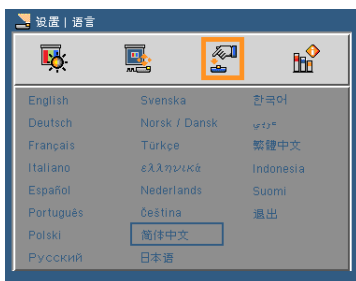 设置 | 语言
English Svenska 한국어
Deutsch Norsk / Dansk
Français Türkçe 繁體中文
Italiano ελληνικά Indonesia
Español Nederlands Suomi
Português Čeština 退出
Polski 简体中文
Русский 日本语